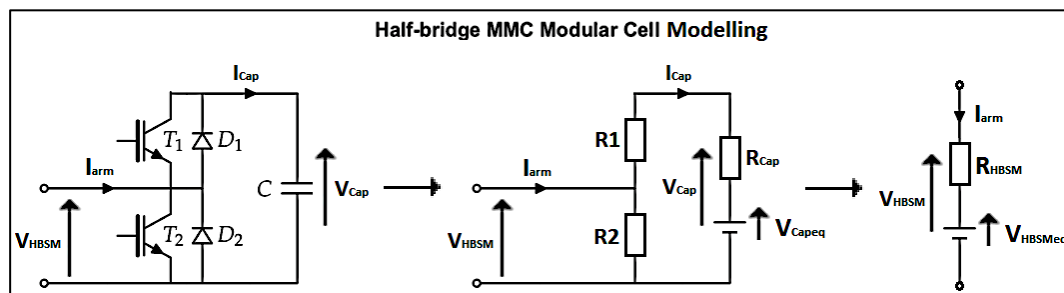 Half-bridge MMC Modular Cell Modelling
ICap
T1 D1
Iarm
C
VCap
VHBSM
T2 D2
ICap
R1
RCap
Iarm
VCap
R2
VHBSM
VCapeq
Iarm
RHBSM
VHBSM
VHBSMeq